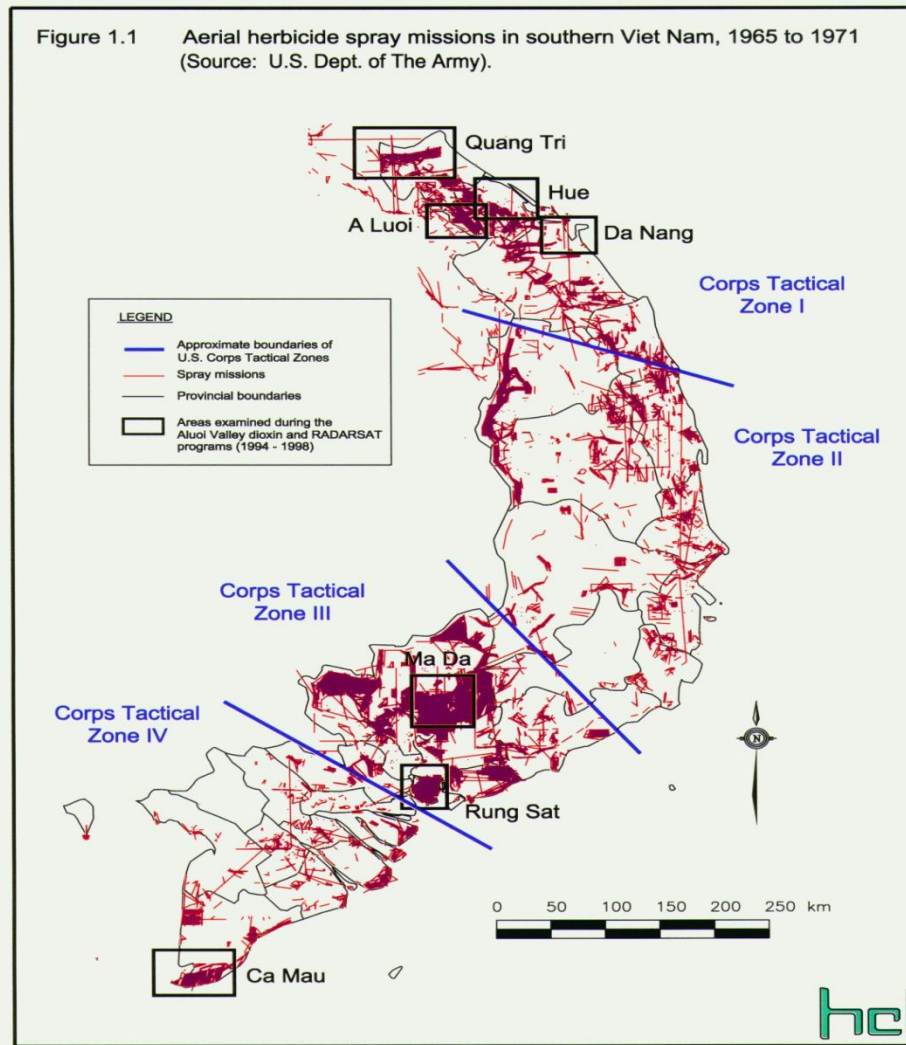 Figure 1.1 Aerial herbicide spray missions in southern Viet Nam, 1965 to 1971
(Source: U.S. Dept. of The Army).
Quang Tri
Hue
A Luoi
Da Nang
Corps Tactical
Zone I
LEGEND
Approximate boundaries of
U.S. Corps Tactical Zones
Spray missions
Provincial boundaries
Areas examined during the
Aluoi Valley dioxin and RADARSAT
programs (1994 - 1998)
Corps Tactical
Zone II
Corps Tactical
Zone III
Ma Da
Corps Tactical
Zone IV
N
Rung Sat
0 50 100 150 200 250 km
Ca Mau
hcl